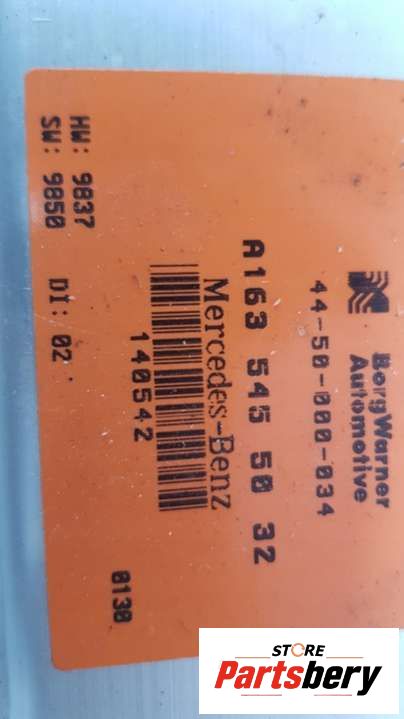 BorgWarner
Automotive
44-50-000-034
A163 545 50 32
Mercedes-Benz
140542
HW: 9837
SW: 9850 DI: 02
0130
STORE
Partsbery